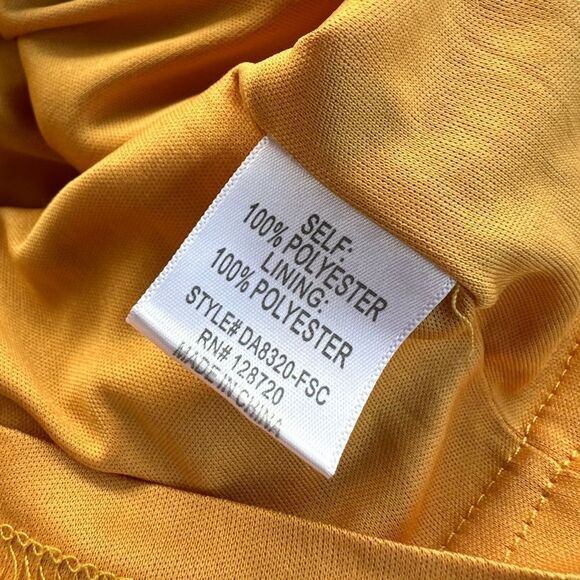 SELF:
100% POLYESTER
LINING:
100% POLYESTER
STYLE# DA8320-FSC
RN# 128720
MADE IN CHINA